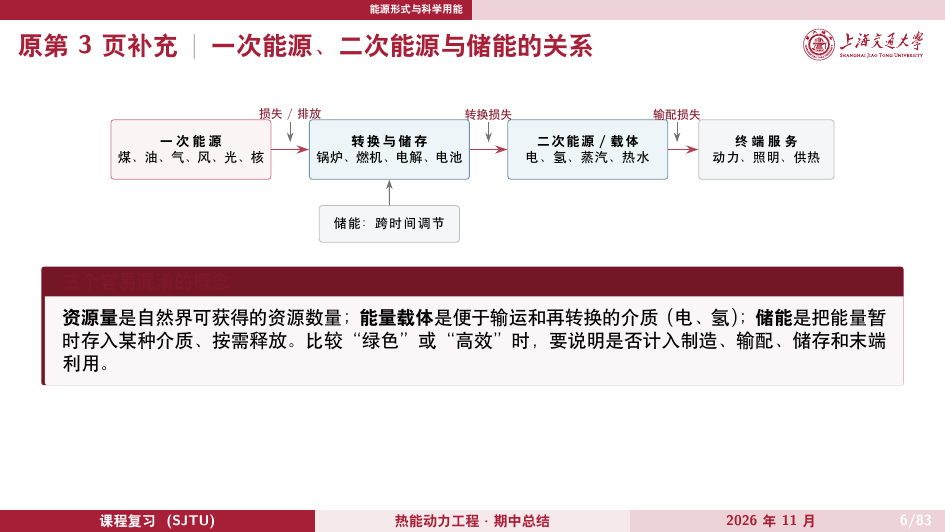 能源形式与科学用能
原第 3 页补充 | 一次能源、二次能源与储能的关系
上海交通大学
SHANGHAI JIAO TONG UNIVERSITY
损失 / 排放
转换损失
输配损失
一次能源
煤、油、气、风、光、核
转换与储存
锅炉、燃机、电解、电池
二次能源 / 载体
电、氢、蒸汽、热水
终端服务
动力、照明、供热
储能：跨时间调节
三个容易混淆的概念
资源量是自然界可获得的资源数量；能量载体是便于输运和再转换的介质（电、氢）；储能是把能量暂
时存入某种介质、按需释放。比较“绿色”或“高效”时，要说明是否计入制造、输配、储存和末端
利用。
课程复习 (SJTU)
热能动力工程 · 期中总结
2026 年 11 月
6/83